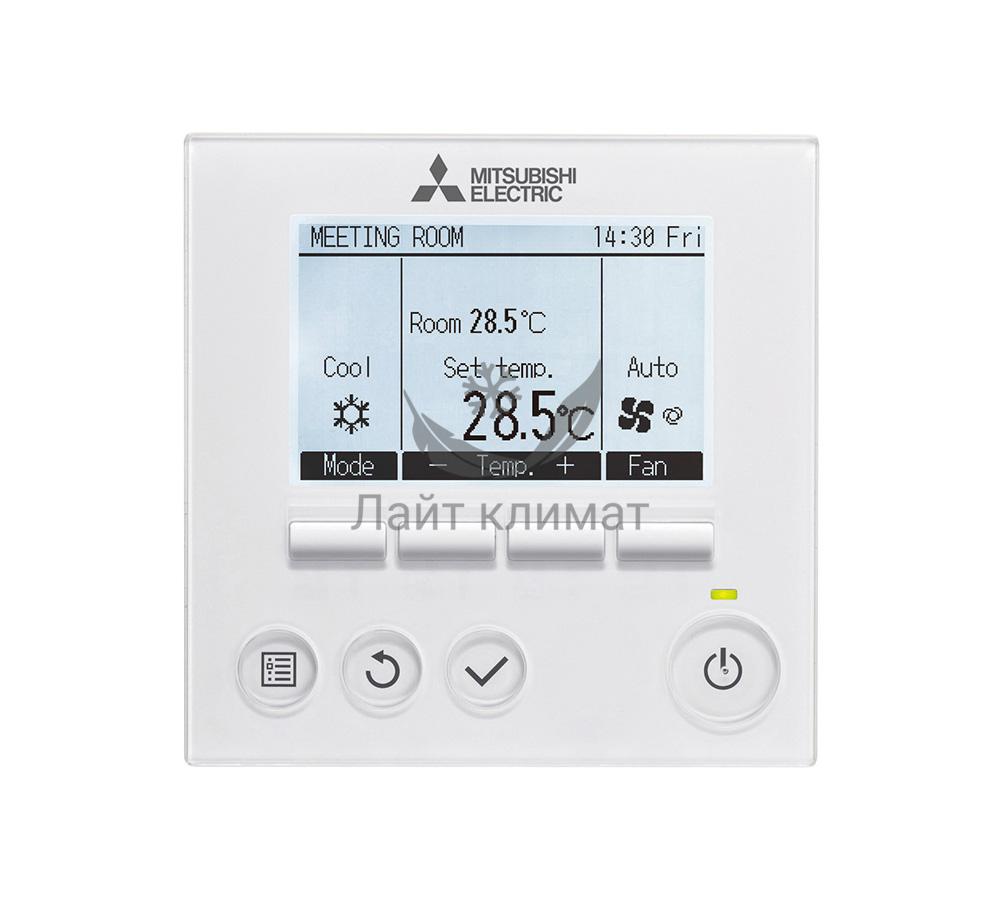 MITSUBISHI
ELECTRIC
MEETING ROOM 14:30 Fri
Room 28.5°C
Cool Set temp. Auto
28.5°C
Mode − Temp. + Fan
Лайт климат